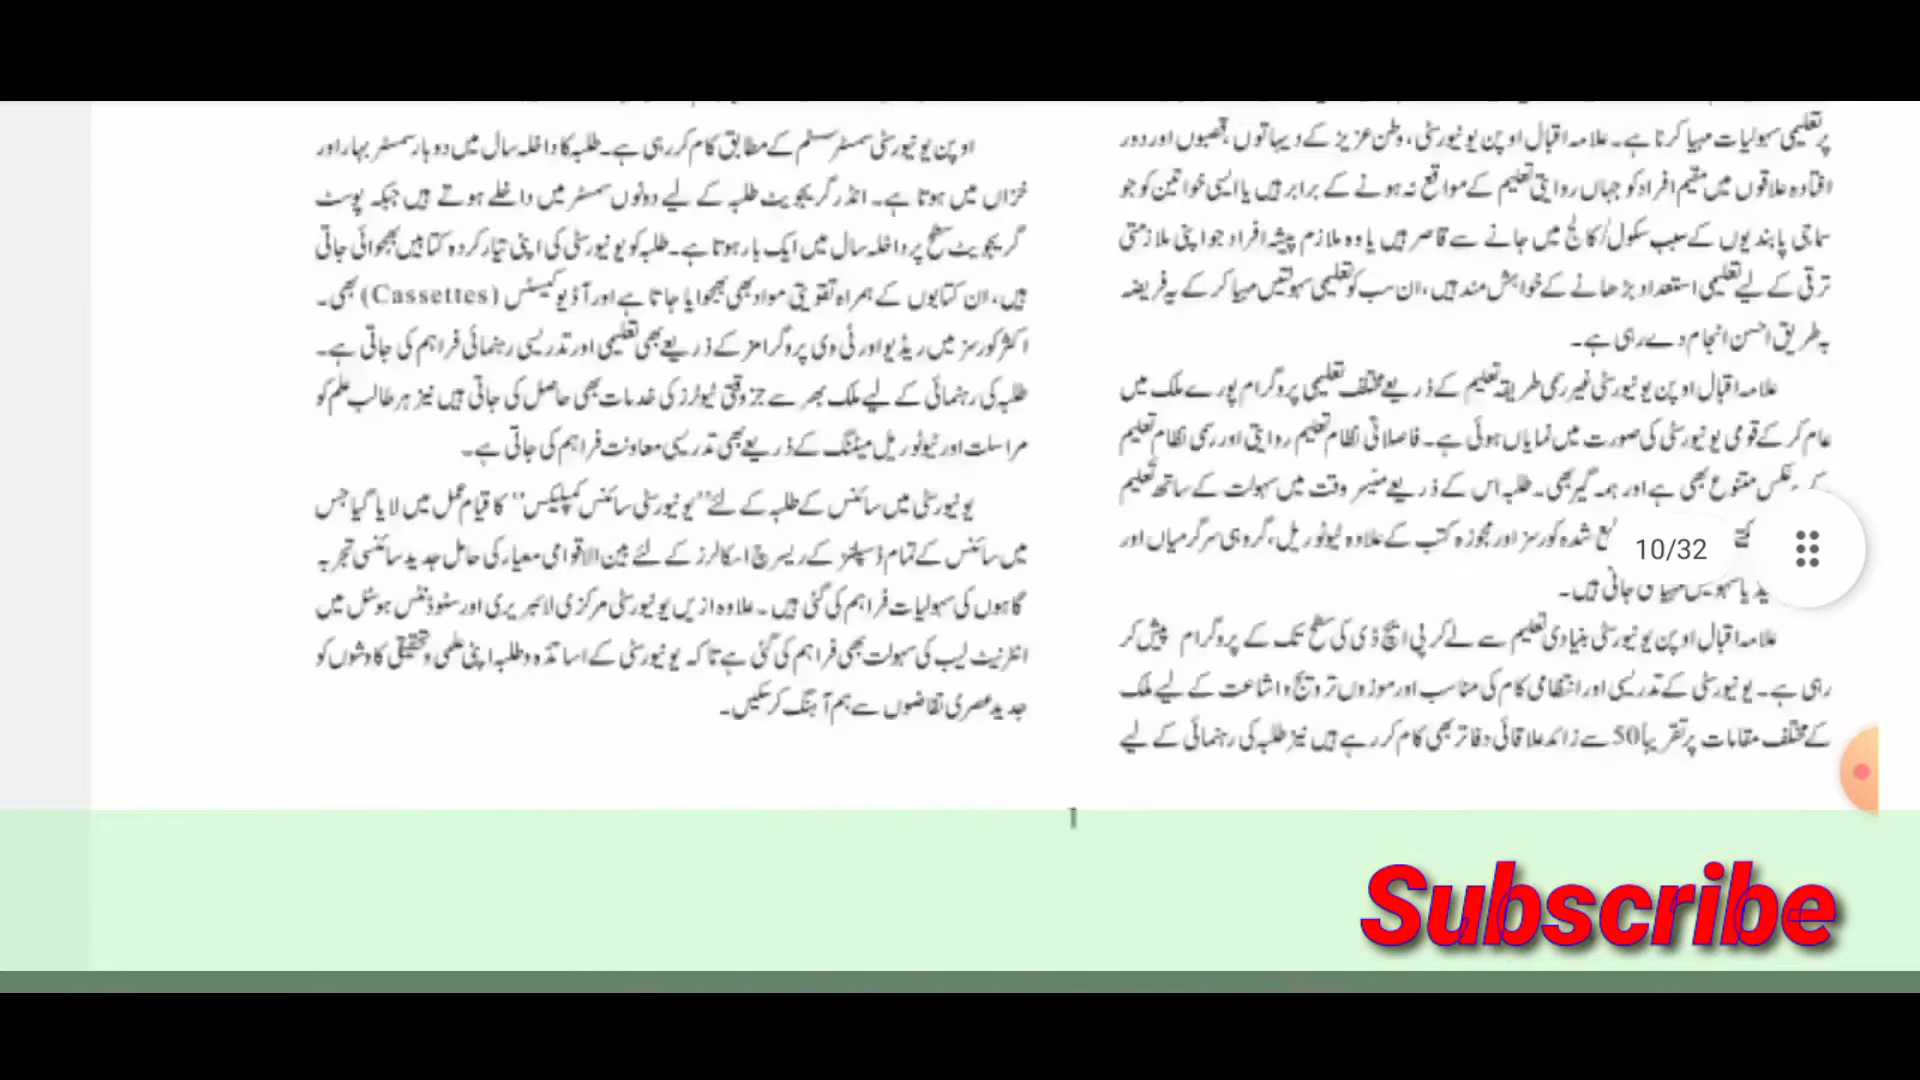 پر تعلیمی سہولیات مہیا کرنا ہے۔ علامہ اقبال اوپن یونیورسٹی، وطن عزیز کے دیہاتوں، قصبوں اور دور
افتادہ علاقوں میں مقیم افراد کو جہاں روایتی تعلیم کے مواقع نہ ہونے کے برابر ہیں یا ایسی خواتین کو جو
سماجی پابندیوں کے سبب سکول/کالج میں جانے سے قاصر ہیں یا وہ ملازم پیشہ افراد جو اپنی ملازمتی
ترقی کے لیے تعلیمی استعداد بڑھانے کے خواہش مند ہیں، ان سب کو تعلیمی سہولتیں مہیا کر کے یہ فریضہ
بہ طریق احسن انجام دے رہی ہے۔
علامہ اقبال اوپن یونیورسٹی غیر رسمی طریقہ تعلیم کے ذریعے مختلف تعلیمی پروگرام پورے ملک میں
عام کر کے قومی یونیورسٹی کی صورت میں نمایاں ہوئی ہے۔ فاصلاتی نظام تعلیم روایتی اور رسمی نظام تعلیم
متنوع بھی ہے اور ہمہ گیر بھی۔ طلبہ اس کے ذریعے میسر وقت میں سہولت کے ساتھ تعلیم
شدہ کورسز اور مجوزہ کتب کے علاوہ ٹیوٹوریل، گروہی سرگرمیاں اور
جاتی ہیں۔
علامہ اقبال اوپن یونیورسٹی بنیادی تعلیم سے لے کر پی ایچ ڈی کی سطح تک کے پروگرام پیش کر
رہی ہے۔ یونیورسٹی کے تدریسی اور انتظامی کام کی مناسب اور موزوں ترویج و اشاعت کے لیے ملک
کے مختلف مقامات پر تقریباً 50 سے زائد علاقائی دفاتر بھی کام کر رہے ہیں نیز طلبہ کی رہنمائی کے لیے
اوپن یونیورسٹی سمسٹر سسٹم کے مطابق کام کر رہی ہے۔ طلبہ کا داخلہ سال میں دو بار سمسٹر بہار اور
خزاں میں ہوتا ہے۔ انڈر گریجویٹ طلبہ کے لیے دونوں سمسٹر میں داخلے ہوتے ہیں جبکہ پوسٹ
گریجویٹ سطح پر داخلہ سال میں ایک بار ہوتا ہے۔ طلبہ کو یونیورسٹی کی اپنی تیار کردہ کتابیں بھجوائی جاتی
ہیں، ان کتابوں کے ہمراہ تقویتی مواد بھی بھجوایا جاتا ہے اور آڈیو کیسٹس (Cassettes) بھی۔
اکثر کورسز میں ریڈیو اور ٹی وی پروگرامز کے ذریعے بھی تعلیمی اور تدریسی رہنمائی فراہم کی جاتی ہے۔
طلبہ کی رہنمائی کے لیے ملک بھر سے جز وقتی ٹیوٹرز کی خدمات بھی حاصل کی جاتی ہیں نیز ہر طالب علم کو
مراسلت اور ٹیوٹوریل میٹنگ کے ذریعے بھی تدریسی معاونت فراہم کی جاتی ہے۔
یونیورسٹی میں سائنس کے طلبہ کے لئے "یونیورسٹی سائنس کمپلیکس" کا قیام عمل میں لایا گیا جس
میں سائنس کے تمام ڈسپلنز کے ریسرچ اسکالرز کے لئے بین الاقوامی معیار کی حامل جدید سائنسی تجربہ
گاہوں کی سہولیات فراہم کی گئی ہیں۔ علاوہ ازیں یونیورسٹی مرکزی لائبریری اور سٹوڈنٹس ہوسٹل میں
انٹرنیٹ لیب کی سہولت بھی فراہم کی گئی ہے تاکہ یونیورسٹی کے اساتذہ و طلبہ اپنی علمی و تحقیقی کاوشوں کو
جدید عصری تقاضوں سے ہم آہنگ کر سکیں۔
10/32
1
Subscribe